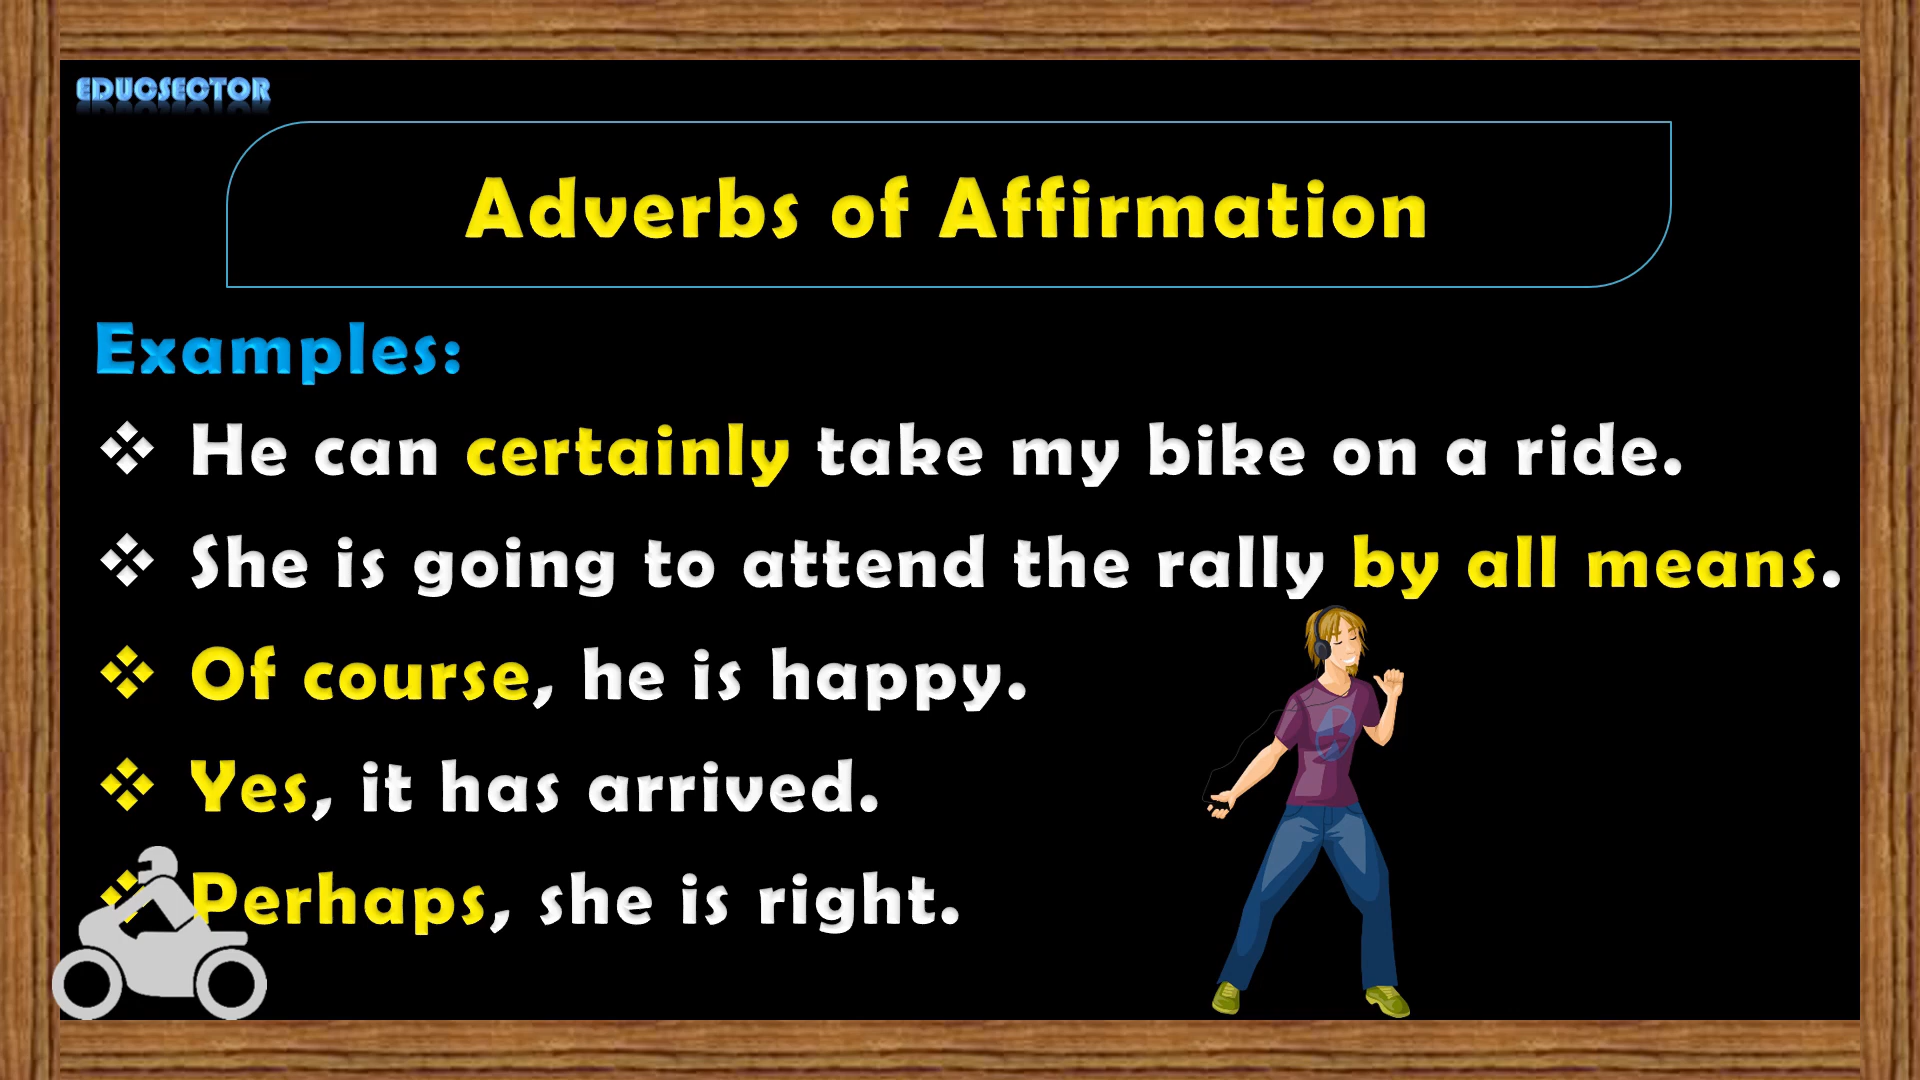 EDUCSECTOR
Adverbs of Affirmation
Examples:
❖ He can certainly take my bike on a ride.
❖ She is going to attend the rally by all means.
❖ Of course, he is happy.
❖ Yes, it has arrived.
❖ Perhaps, she is right.